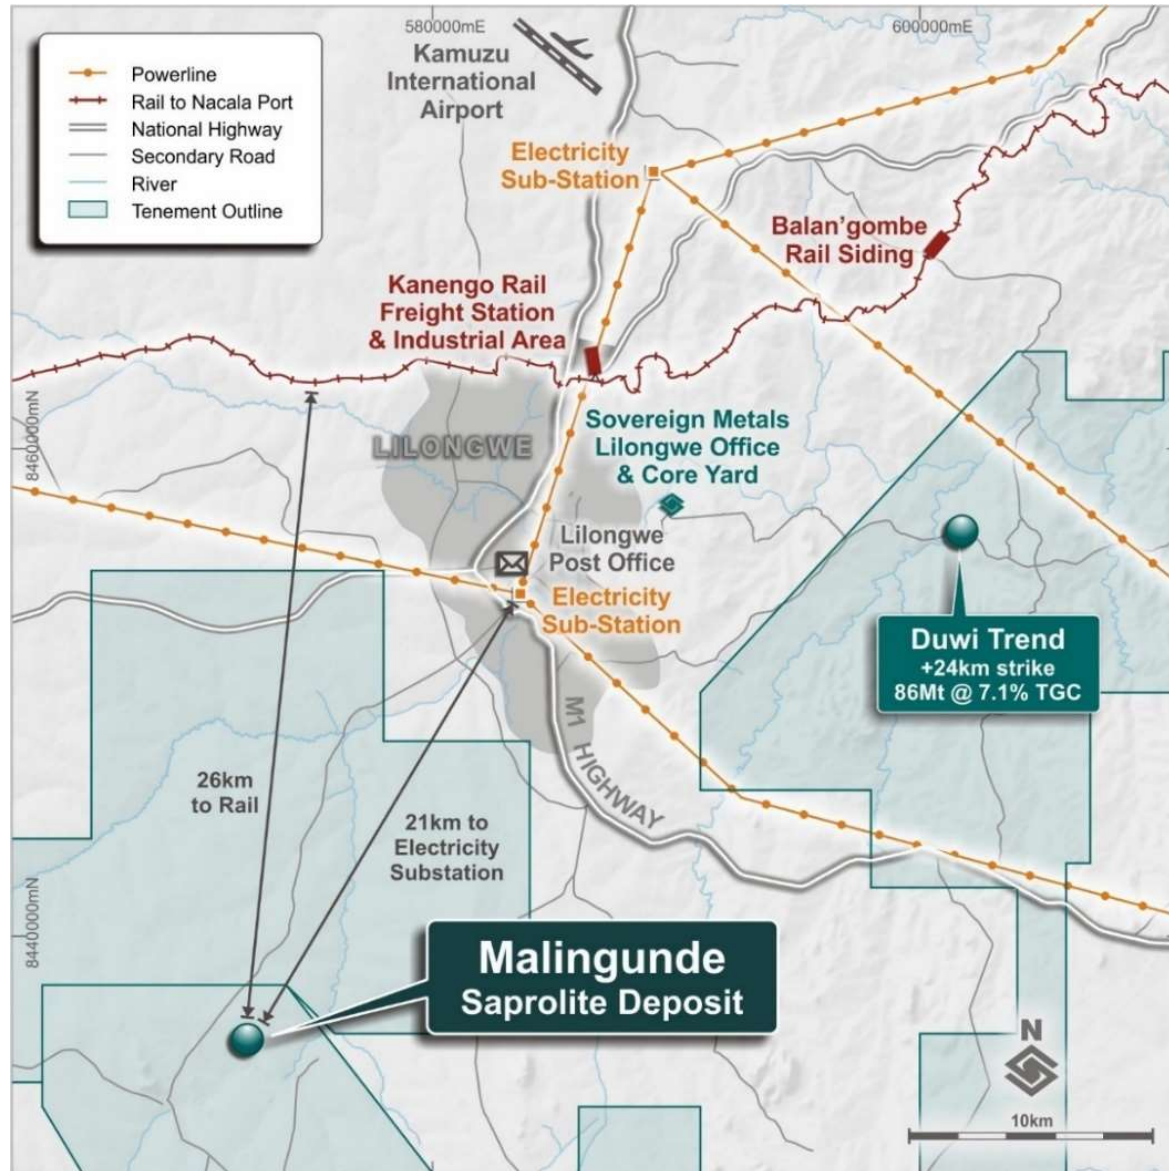 580000mE
600000mE
Powerline
Rail to Nacala Port
National Highway
Secondary Road
River
Tenement Outline
Kamuzu
International
Airport
Electricity
Sub-Station
Balan'gombe
Rail Siding
Kanengo Rail
Freight Station
& Industrial Area
8460000mN
LILONGWE
Sovereign Metals
Lilongwe Office
& Core Yard
Lilongwe
Post Office
Electricity
Sub-Station
Duwi Trend
+24km strike
86Mt @ 7.1% TGC
M1 HIGHWAY
26km
to Rail
21km to
Electricity
Substation
8440000mN
Malingunde
Saprolite Deposit
N
10km